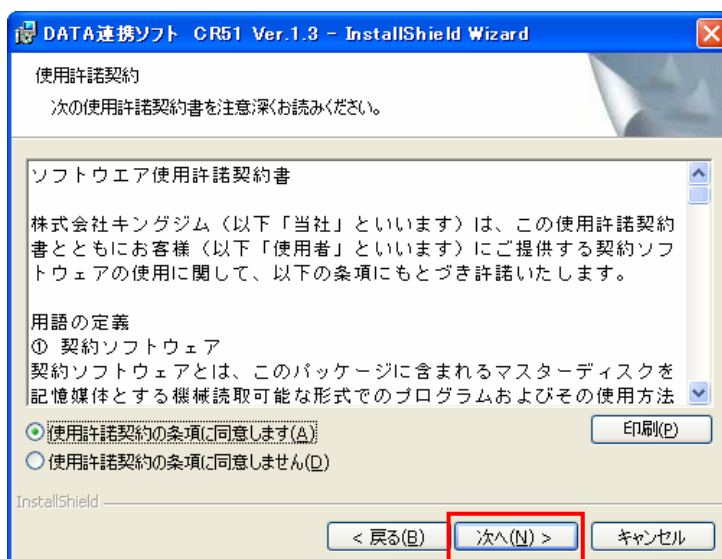 DATA連携ソフト CR51 Ver.1.3 - InstallShield Wizard
使用許諾契約
次の使用許諾契約書を注意深くお読みください。
ソフトウエア使用許諾契約書
株式会社キングジム（以下「当社」といいます）は、この使用許諾契約
書とともにお客様（以下「使用者」といいます）にご提供する契約ソフ
トウェアの使用に関して、以下の条項にもとづき許諾いたします。
用語の定義
① 契約ソフトウェア
契約ソフトウェアとは、このパッケージに含まれるマスターディスクを
記憶媒体とする機械読取可能な形式でのプログラムおよびその使用方法
使用許諾契約の条項に同意します(A)
印刷(P)
使用許諾契約の条項に同意しません(D)
InstallShield
< 戻る(B)
次へ(N) >
キャンセル